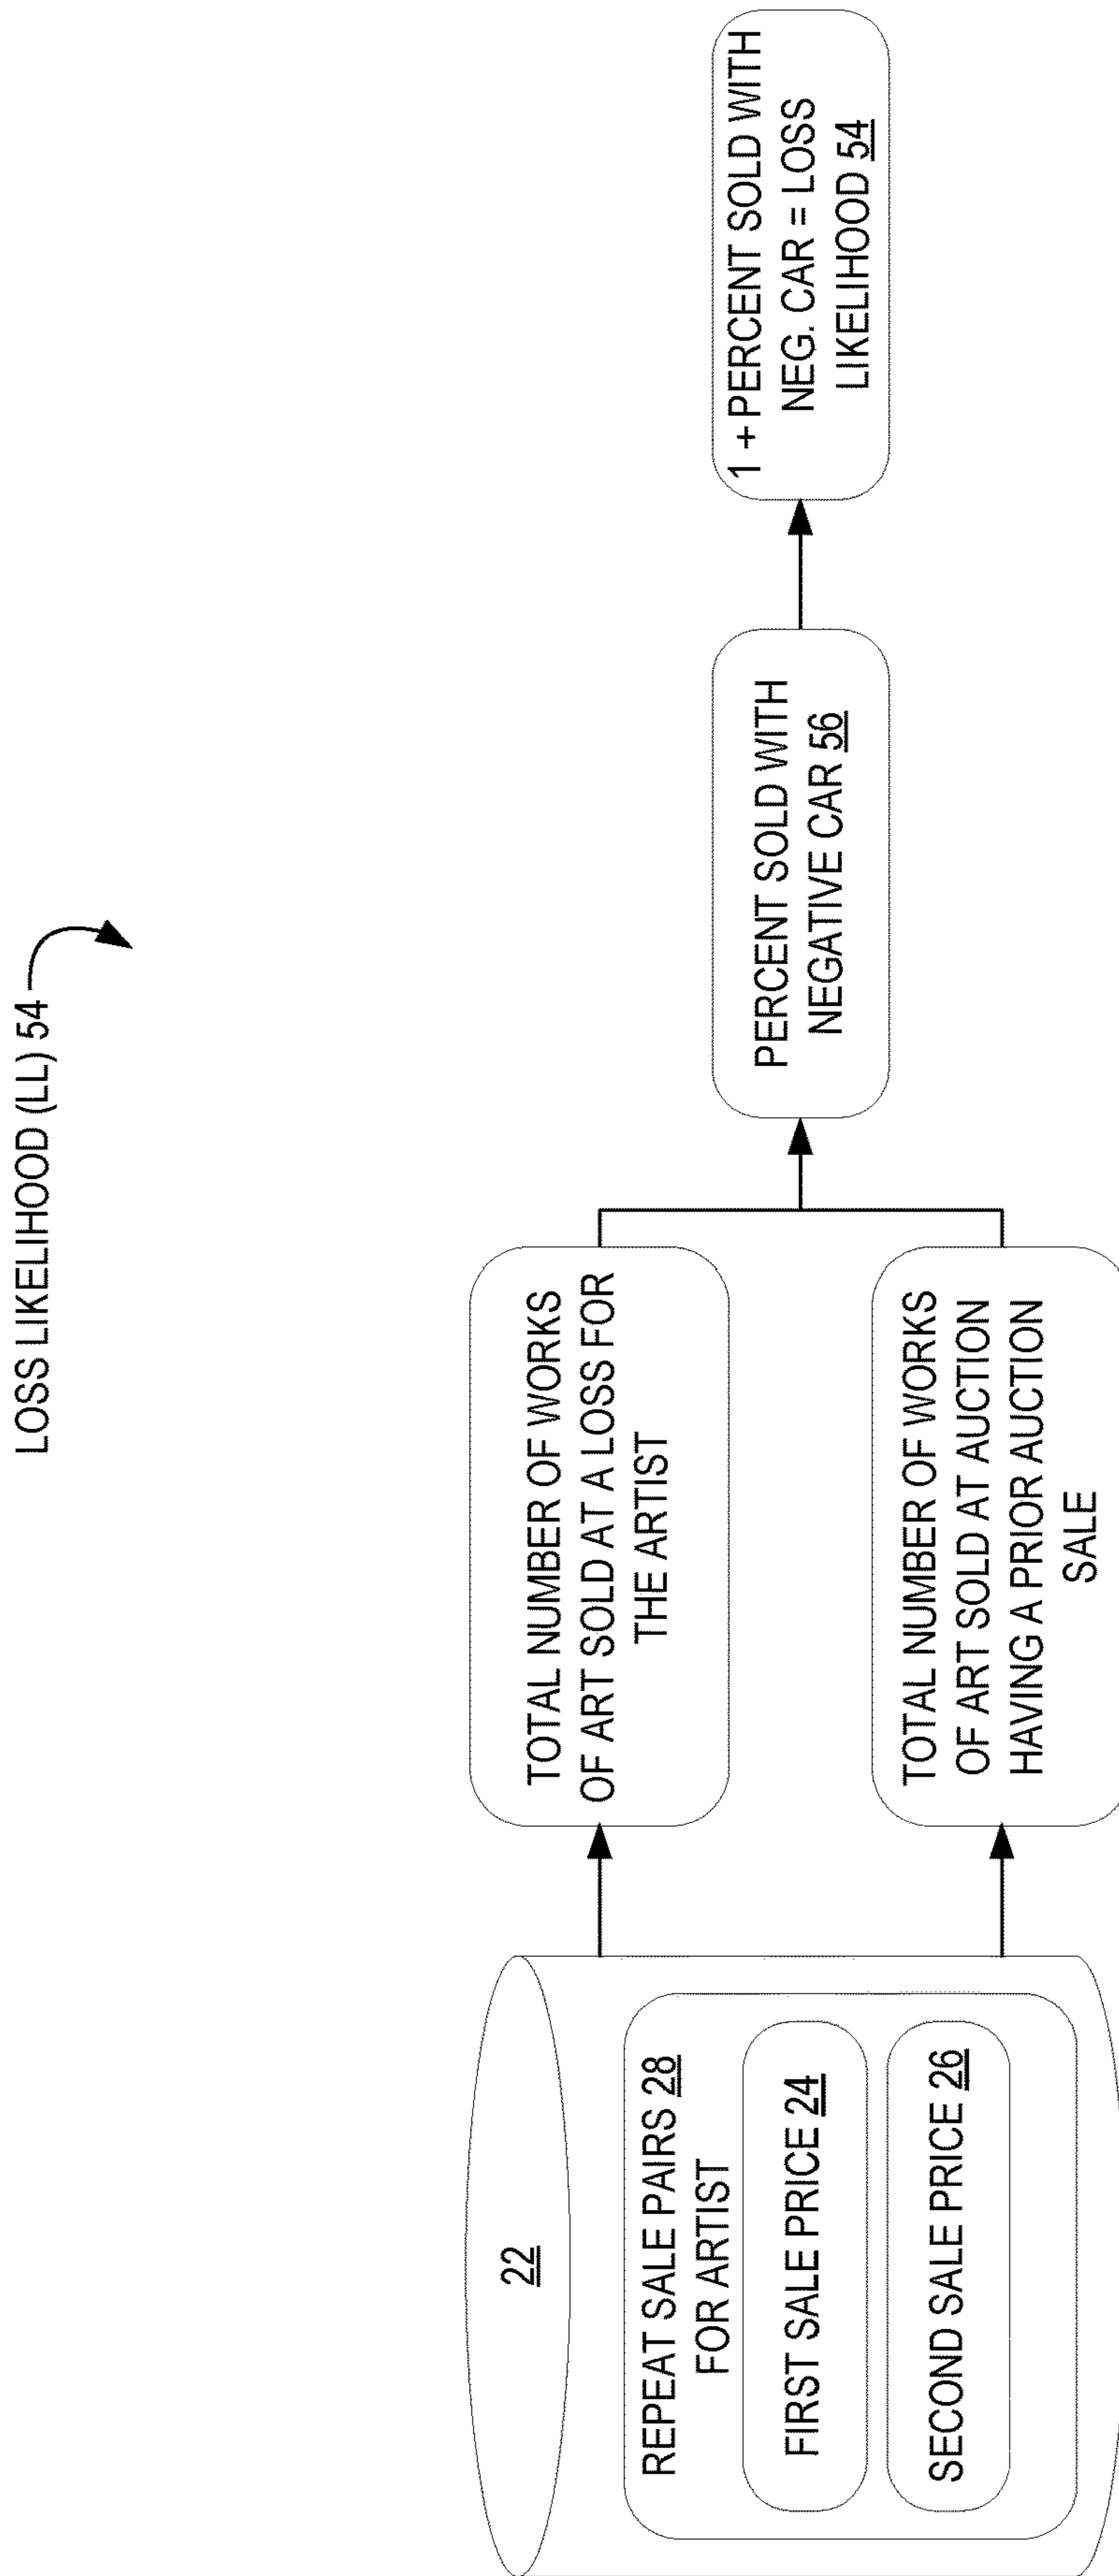 LOSS LIKELIHOOD (LL) 54
22
REPEAT SALE PAIRS 28
FOR ARTIST
FIRST SALE PRICE 24
SECOND SALE PRICE 26
TOTAL NUMBER OF WORKS
OF ART SOLD AT A LOSS FOR
THE ARTIST
TOTAL NUMBER OF WORKS
OF ART SOLD AT AUCTION
HAVING A PRIOR AUCTION
SALE
PERCENT SOLD WITH
NEGATIVE CAR 56
1 + PERCENT SOLD WITH
NEG. CAR = LOSS
LIKELIHOOD 54